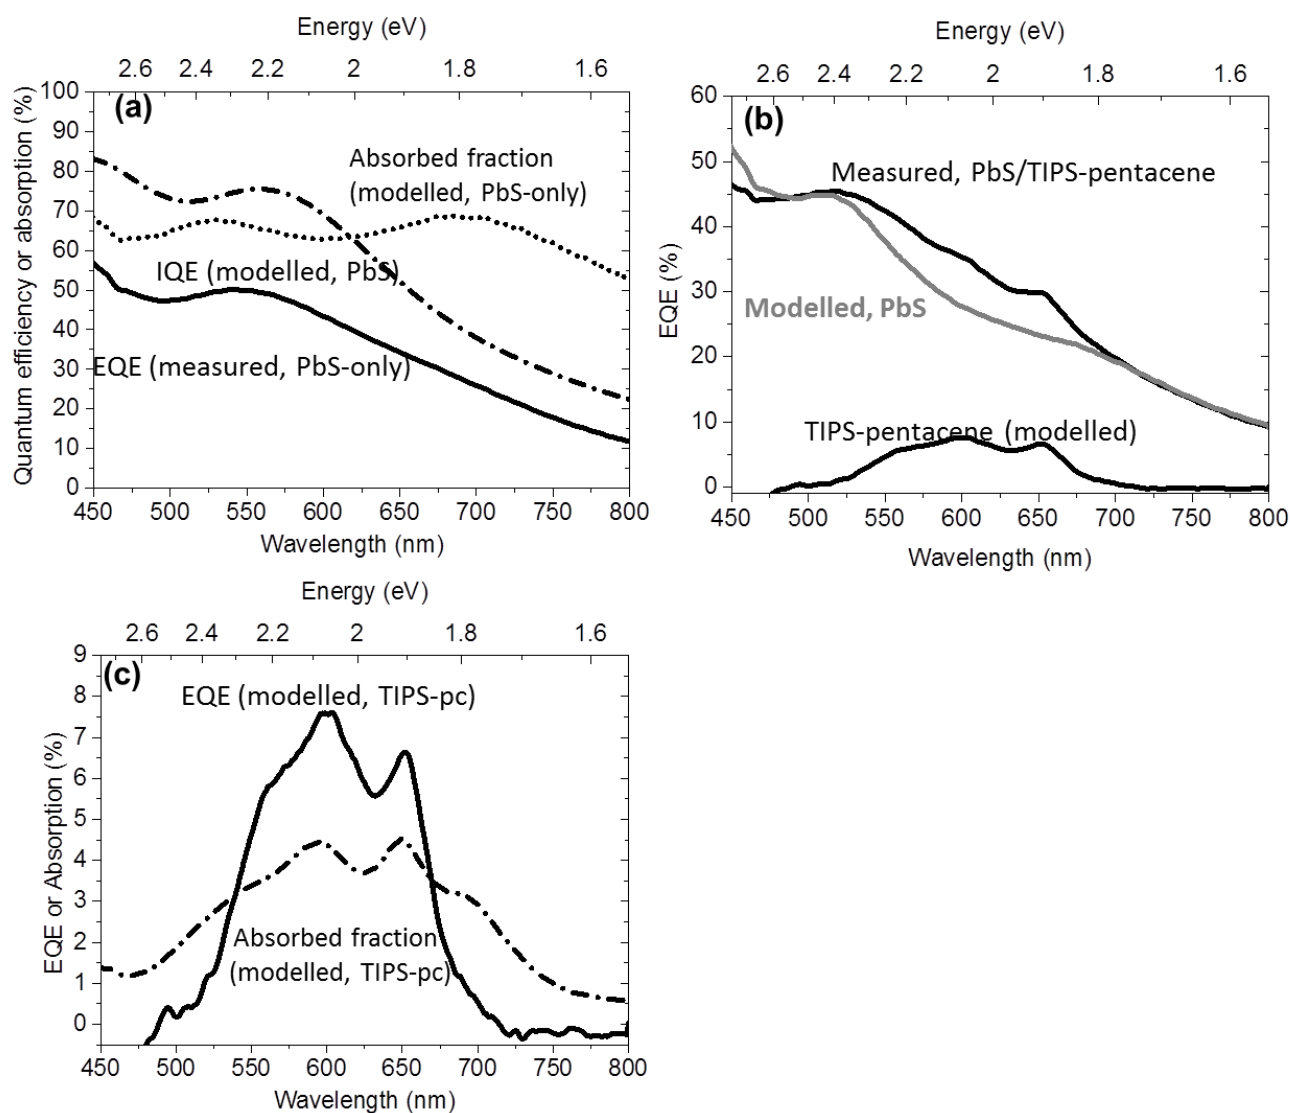 Energy (eV)
2.6 2.4 2.2 2 1.8 1.6
(a)
Quantum efficiency or absorption (%)
100
90
80
70
60
50
40
30
20
10
0
Absorbed fraction
(modelled, PbS-only)
IQE (modelled, PbS)
EQE (measured, PbS-only)
450 500 550 600 650 700 750 800
Wavelength (nm)
Energy (eV)
2.6 2.4 2.2 2 1.8 1.6
(b)
EQE (%)
60
50
40
30
20
10
0
Measured, PbS/TIPS-pentacene
Modelled, PbS
TIPS-pentacene (modelled)
450 500 550 600 650 700 750 800
Wavelength (nm)
Energy (eV)
2.6 2.4 2.2 2 1.8 1.6
(c)
EQE or Absorption (%)
9
8
7
6
5
4
3
2
1
0
EQE (modelled, TIPS-pc)
Absorbed fraction
(modelled, TIPS-pc)
450 500 550 600 650 700 750 800
Wavelength (nm)